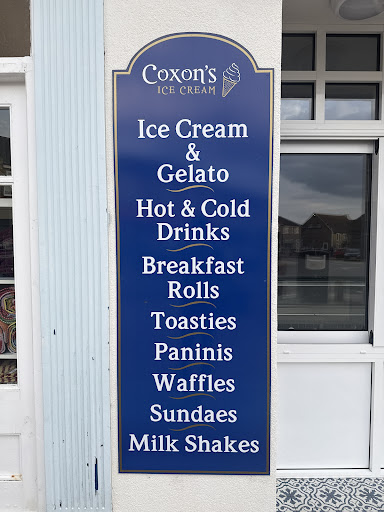 Coxon's
ICE CREAM
Ice Cream
&
Gelato
Hot & Cold
Drinks
Breakfast
Rolls
Toasties
Paninis
Waffles
Sundaes
Milk Shakes